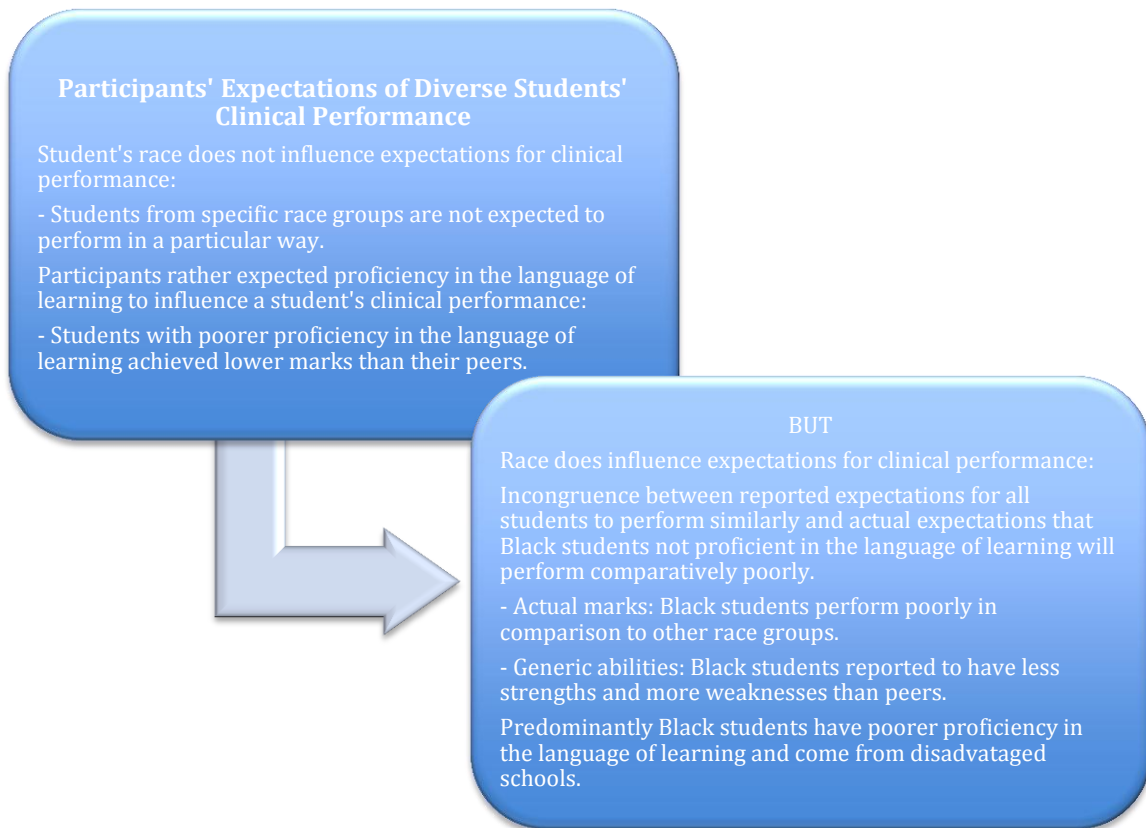 Participants' Expectations of Diverse Students'
Clinical Performance
Student's race does not influence expectations for clinical
performance:
- Students from specific race groups are not expected to
perform in a particular way.
Participants rather expected proficiency in the language of
learning to influence a student's clinical performance:
- Students with poorer proficiency in the language of
learning achieved lower marks than their peers.
BUT
Race does influence expectations for clinical performance:
Incongruence between reported expectations for all
students to perform similarly and actual expectations that
Black students not proficient in the language of learning will
perform comparatively poorly.
- Actual marks: Black students perform poorly in
comparison to other race groups.
- Generic abilities: Black students reported to have less
strengths and more weaknesses than peers.
Predominantly Black students have poorer proficiency in
the language of learning and come from disadvataged
schools.